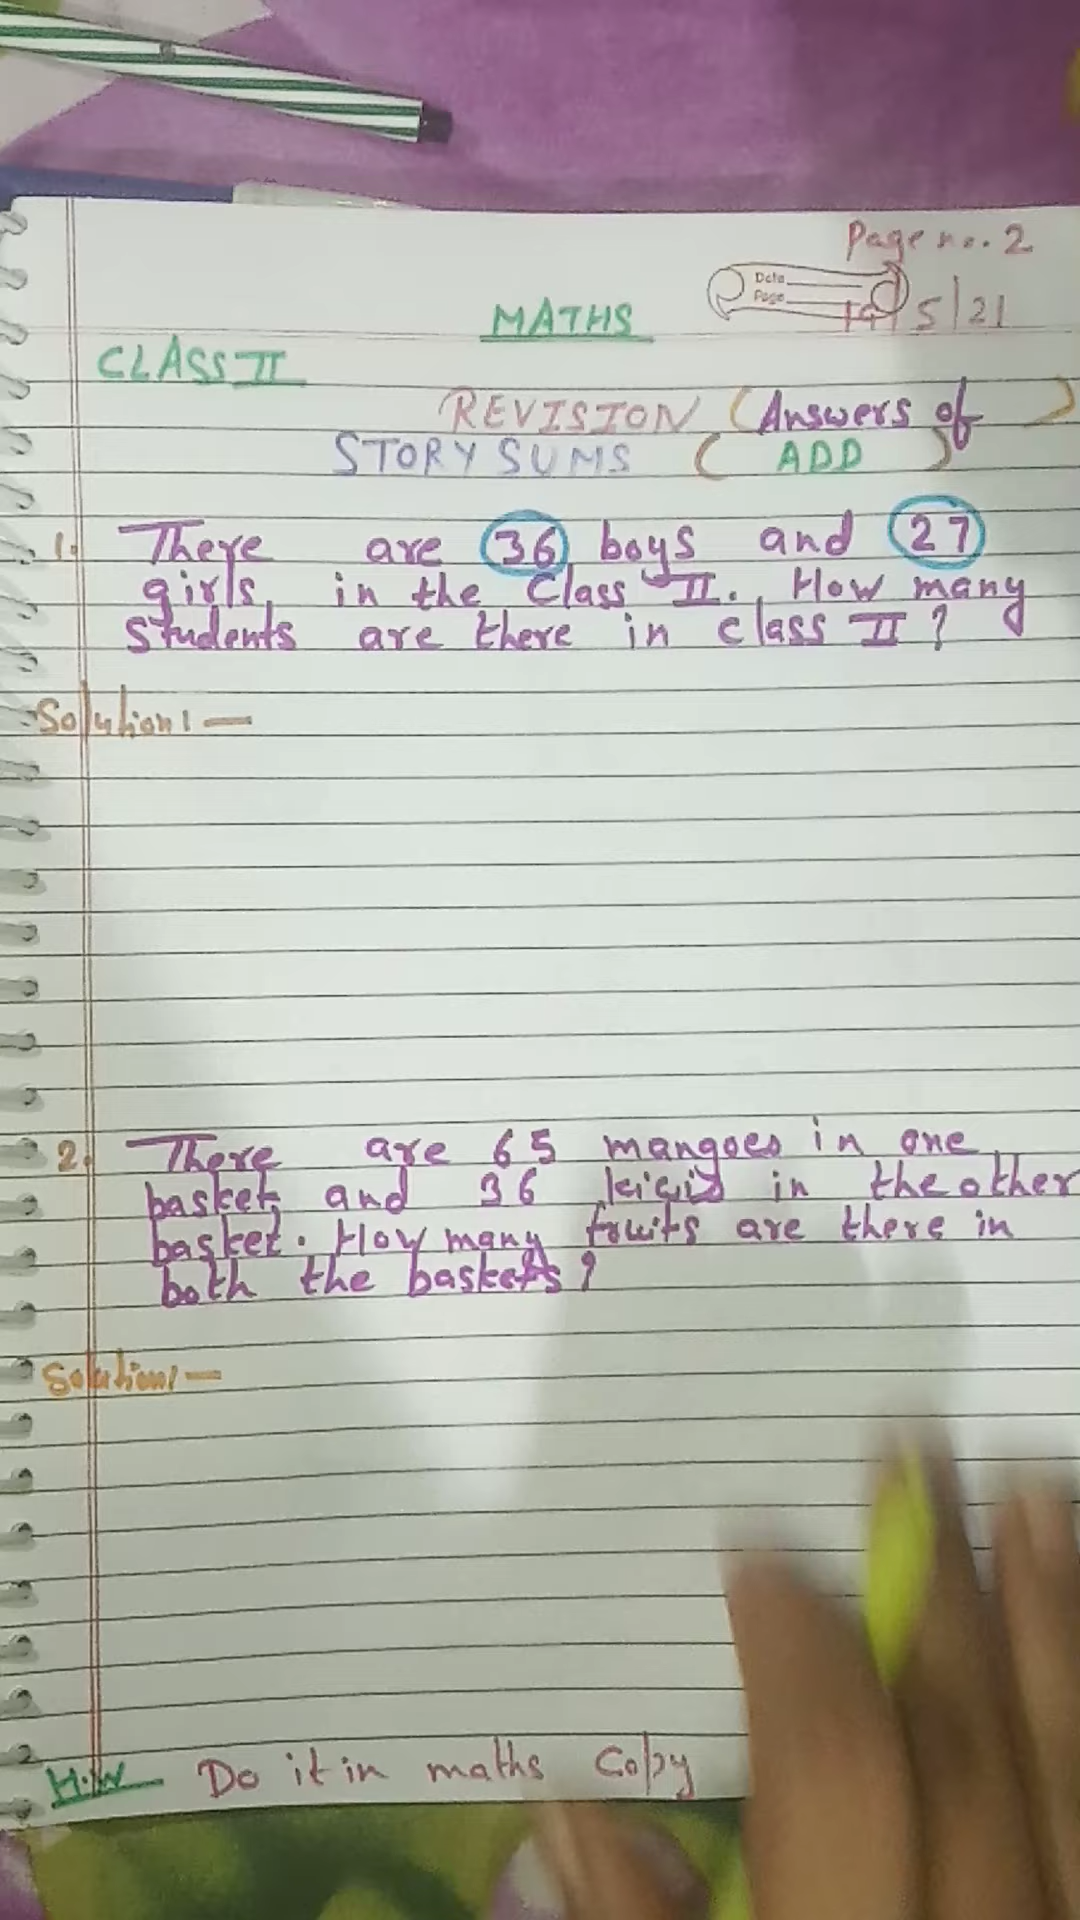 Page no. 2
Date
Page
19/5/21
MATHS
CLASS II
REVISION (Answers of)
STORY SUMS ( ADD )
1. There are 36 boys and 27
girls, in the Class II. How many
students are there in class II?
Solution:—
2. There are 65 mangoes in one
basket and 36 kiwis in the other
basket. How many fruits are there in
both the baskets?
Solution:—
H.W Do it in maths Copy